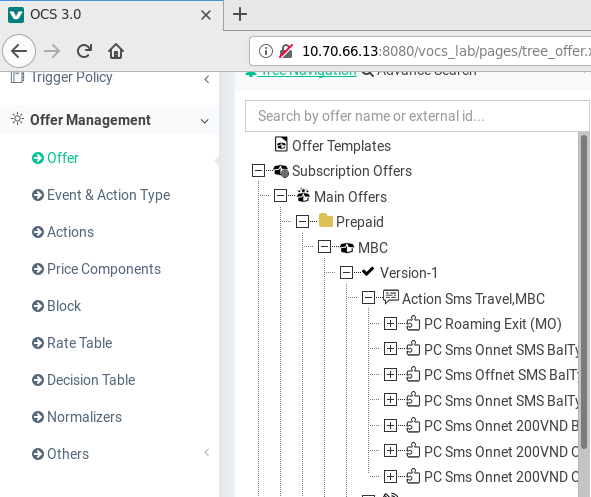 OCS 3.0
10.70.66.13:8080/vocs_lab/pages/tree_offer.
Trigger Policy
Tree Navigation Advance Search
Offer Management
Search by offer name or external id...
Offer
Event & Action Type
Actions
Price Components
Block
Rate Table
Decision Table
Normalizers
Others
Offer Templates
Subscription Offers
Main Offers
Prepaid
MBC
Version-1
Action Sms Travel,MBC
PC Roaming Exit (MO)
PC Sms Onnet SMS BalTy
PC Sms Offnet SMS BalT
PC Sms Onnet SMS BalTy
PC Sms Onnet 200VND B
PC Sms Onnet 200VND C
PC Sms Onnet 200VND C